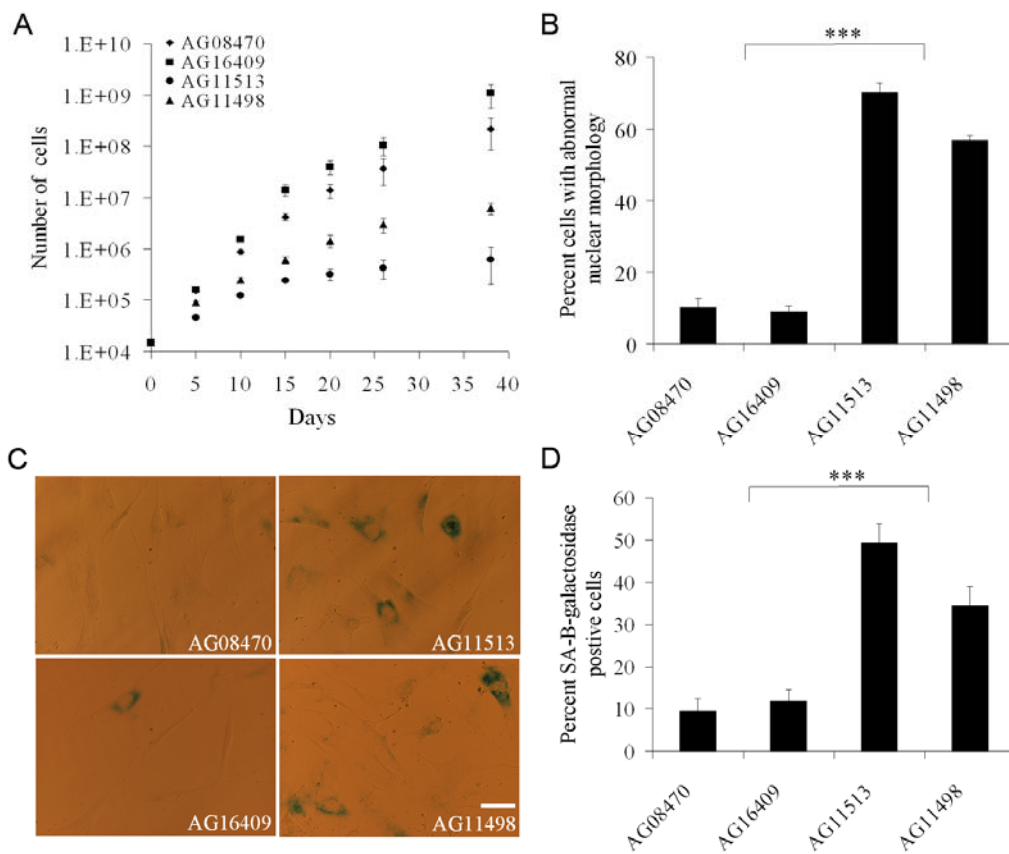 A
1.E+10
1.E+09
1.E+08
1.E+07
1.E+06
1.E+05
1.E+04
Number of cells
AG08470
AG16409
AG11513
AG11498
0 5 10 15 20 25 30 35 40
Days
B
***
80
60
40
20
0
Percent cells with abnormal
nuclear morphology
AG08470
AG16409
AG11513
AG11498
C
AG08470
AG11513
AG16409
AG11498
D
***
60
50
40
30
20
10
0
Percent SA-B-galactosidase
postive cells
AG08470
AG16409
AG11513
AG11498